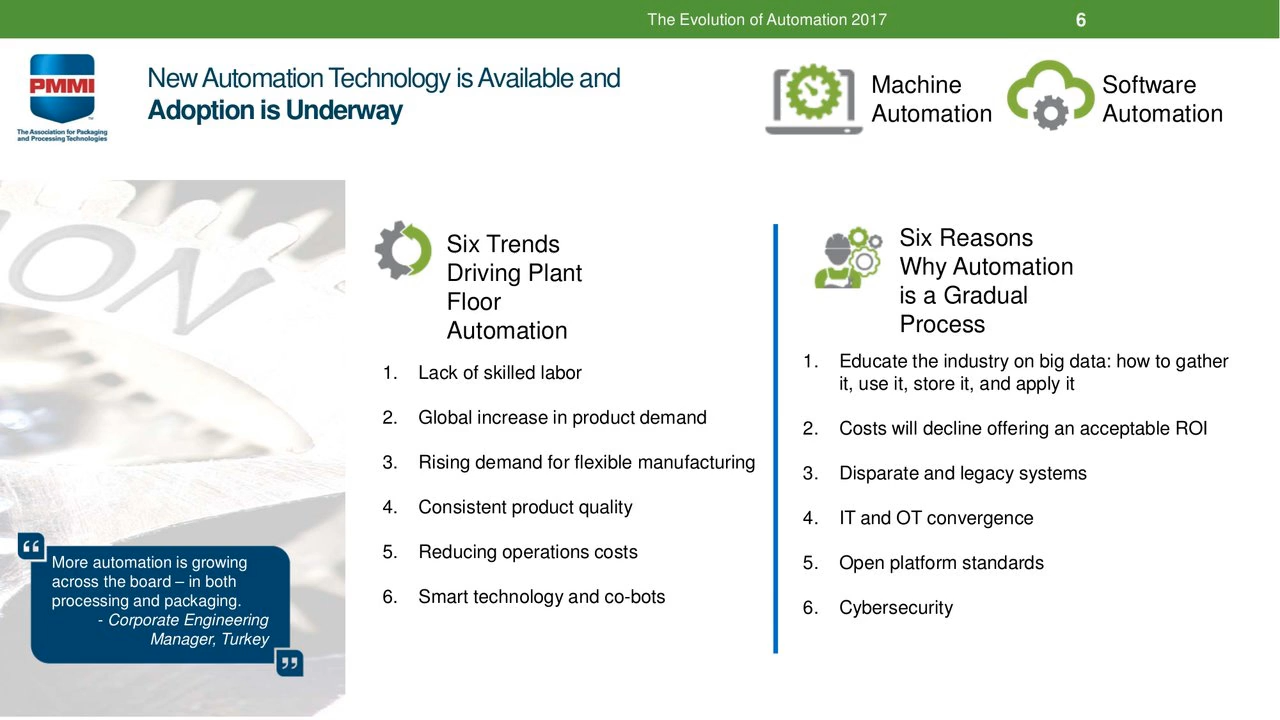 The Evolution of Automation 2017
6
PMMI
TM
The Association for Packaging
and Processing Technologies
New Automation Technology is Available and
Adoption is Underway
Machine
Automation
Software
Automation
ION
Six Trends
Driving Plant
Floor
Automation
1. Lack of skilled labor
2. Global increase in product demand
3. Rising demand for flexible manufacturing
4. Consistent product quality
5. Reducing operations costs
6. Smart technology and co-bots
Six Reasons
Why Automation
is a Gradual
Process
1. Educate the industry on big data: how to gather
it, use it, store it, and apply it
2. Costs will decline offering an acceptable ROI
3. Disparate and legacy systems
4. IT and OT convergence
5. Open platform standards
6. Cybersecurity
“
More automation is growing
across the board – in both
processing and packaging.
- Corporate Engineering
Manager, Turkey
”